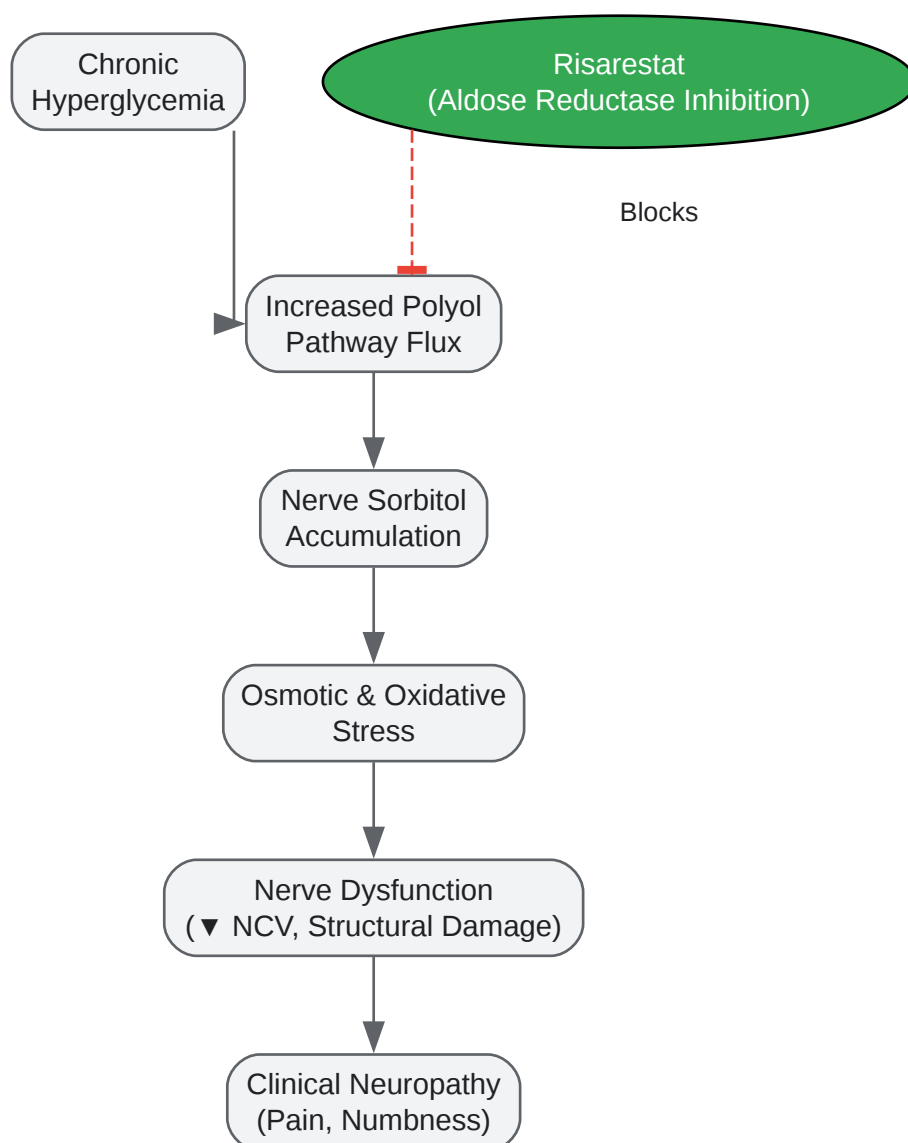 Chronic
Hyperglycemia
Risarestat
(Aldose Reductase Inhibition)
Blocks
Increased Polyol
Pathway Flux
Nerve Sorbitol
Accumulation
Osmotic & Oxidative
Stress
Nerve Dysfunction
(▼ NCV, Structural Damage)
Clinical Neuropathy
(Pain, Numbness)